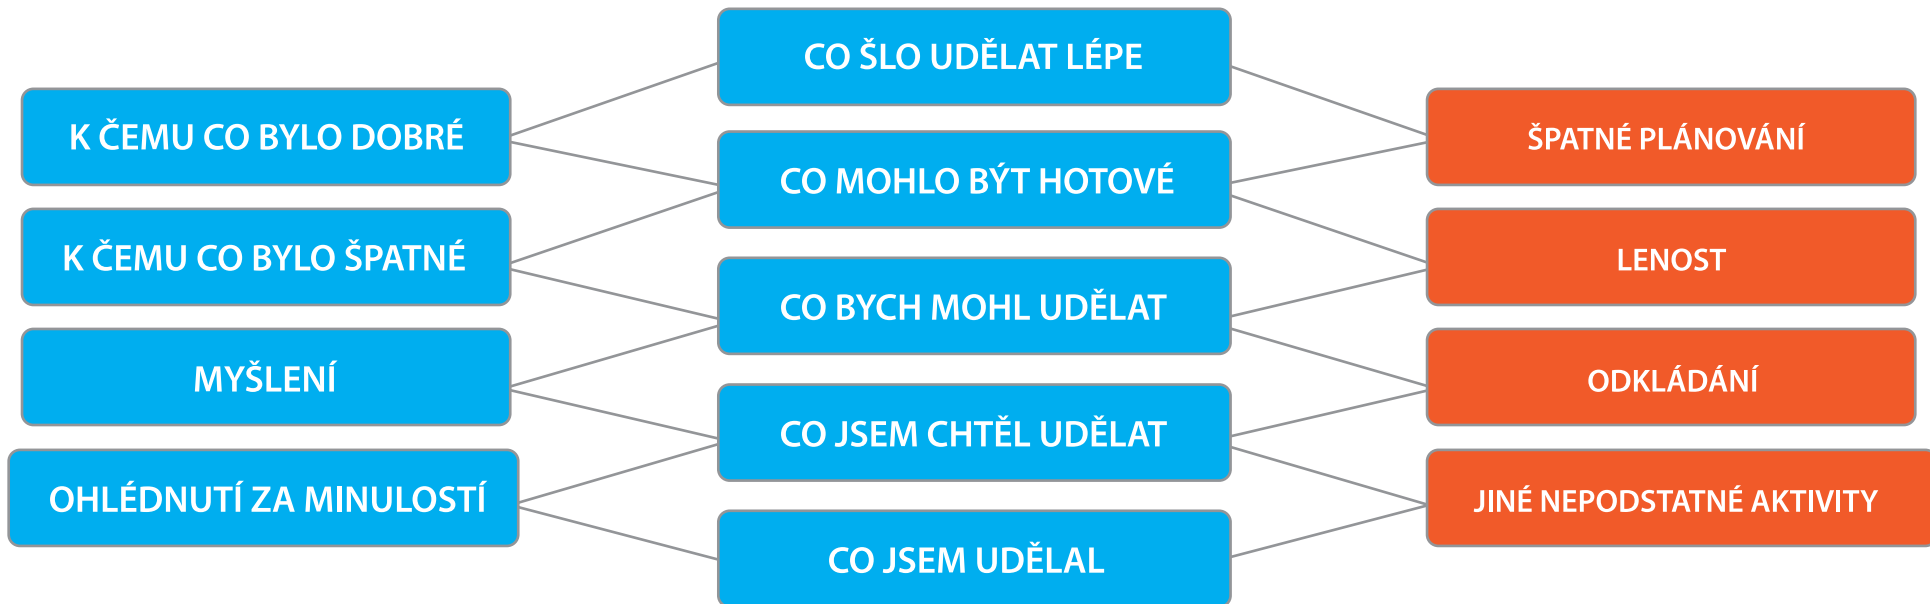 K ČEMU CO BYLO DOBRÉ
K ČEMU CO BYLO ŠPATNÉ
MYŠLENÍ
OHLÉDNUTÍ ZA MINULOSTÍ
CO ŠLO UDĚLAT LÉPE
CO MOHLO BÝT HOTOVÉ
CO BYCH MOHL UDĚLAT
CO JSEM CHTĚL UDĚLAT
CO JSEM UDĚLAL
ŠPATNÉ PLÁNOVÁNÍ
LENOST
ODKLÁDÁNÍ
JINÉ NEPODSTATNÉ AKTIVITY